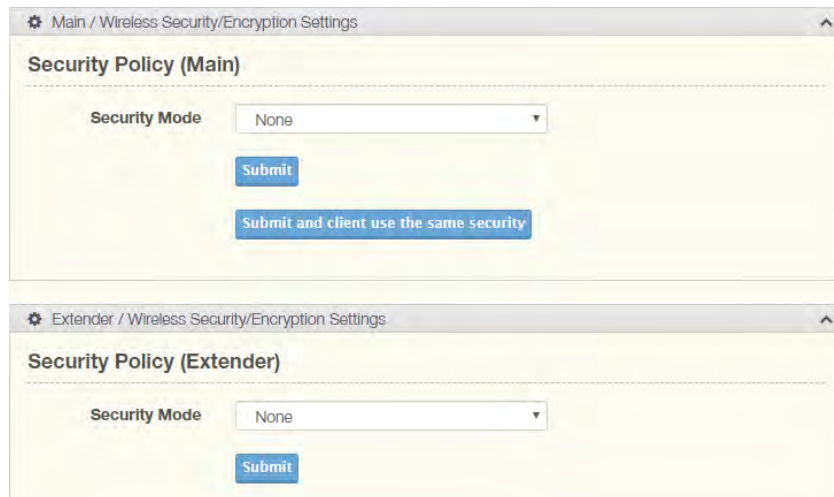 Main / Wireless Security/Encryption Settings
Security Policy (Main)
Security Mode None
Submit
Submit and client use the same security
Extender / Wireless Security/Encryption Settings
Security Policy (Extender)
Security Mode None
Submit